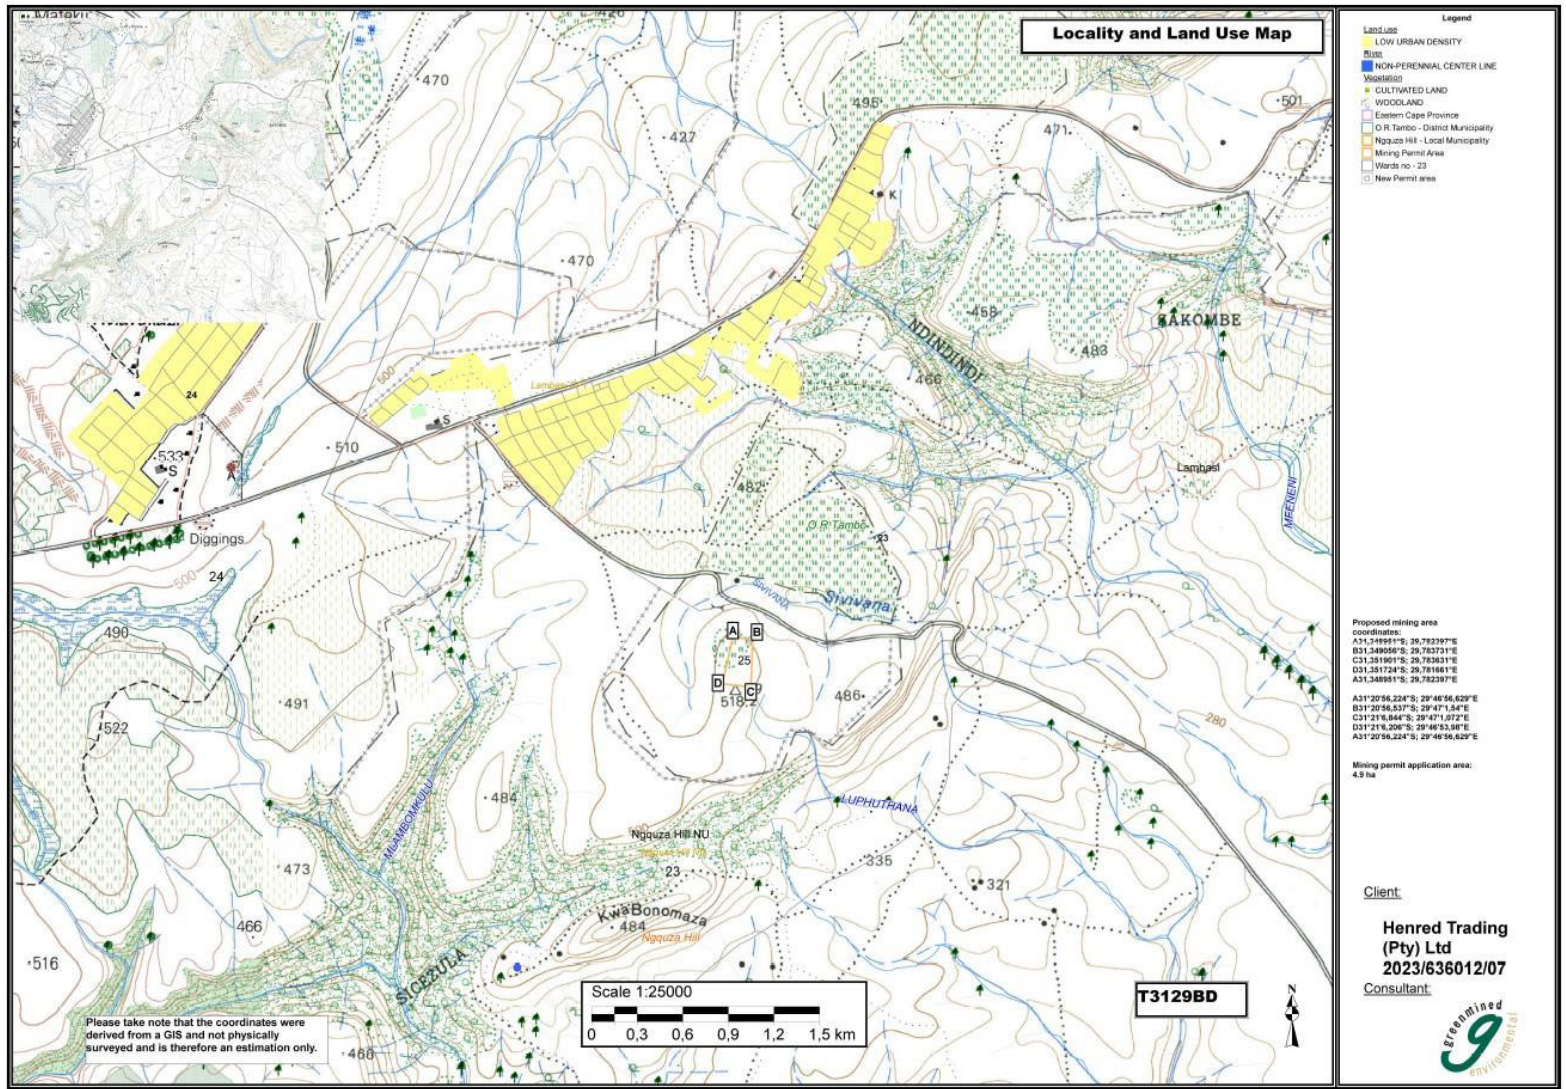 Locality and Land Use Map
Legend
Land use
LOW URBAN DENSITY
River
NON-PERENNIAL CENTER LINE
Vegetation
CULTIVATED LAND
WOODLAND
Eastern Cape Province
O.R.Tambo - District Municipality
Ngquza Hill - Local Municipality
Mining Permit Area
Wards no - 23
New Permit area
470
427
495
471
501
470
K
458
ZAKOMBE
NDINDINDI
483
466
500
24
S
510
533
S
A
482
Lambasi
MFENENI
O.R.Tambo
23
Diggings
500
24
SIVIVANA
Sivivana
490
A
B
25
D
C
518,2
486
491
522
280
MLAMBOMKULU
484
LUPHUTHANA
Ngquza Hill NU
335
473
23
321
KwaBonomaza
484
Ngquza Hill
466
516
SICEZULA
468
Proposed mining area
coordinates:
A31,348951°S; 29,782397°E
B31,349056°S; 29,783731°E
C31,351901°S; 29,783631°E
D31,351724°S; 29,781661°E
A31,348951°S; 29,782397°E
A31°20'56,224"S; 29°46'56,629"E
B31°20'56,537"S; 29°47'1,54"E
C31°21'6,844"S; 29°47'1,072"E
D31°21'6,206"S; 29°46'53,98"E
A31°20'56,224"S; 29°46'56,629"E
Mining permit application area:
4.9 ha
Client:
Henred Trading
(Pty) Ltd
2023/636012/07
Consultant:
greenmined
environmental
Scale 1:25000
0 0,3 0,6 0,9 1,2 1,5 km
T3129BD
N
Please take note that the coordinates were
derived from a GIS and not physically
surveyed and is therefore an estimation only.